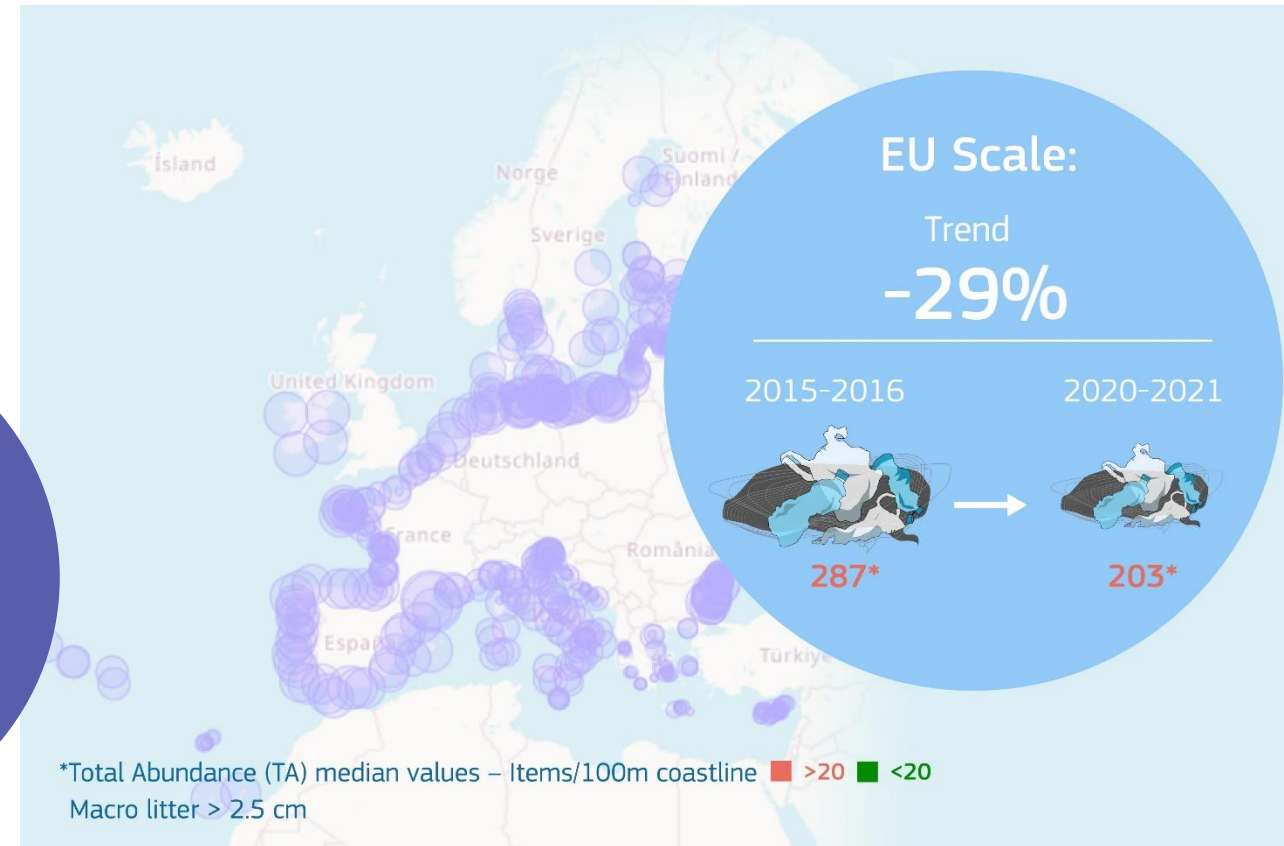 EU Scale:
Trend
-29%
2015-2016
2020-2021
287*
203*
Ísland
Norge
Suomi /
Finland
Sverige
United Kingdom
Deutschland
France
România
España
Türkiye
*Total Abundance (TA) median values – Items/100m coastline >20 <20
Macro litter > 2.5 cm